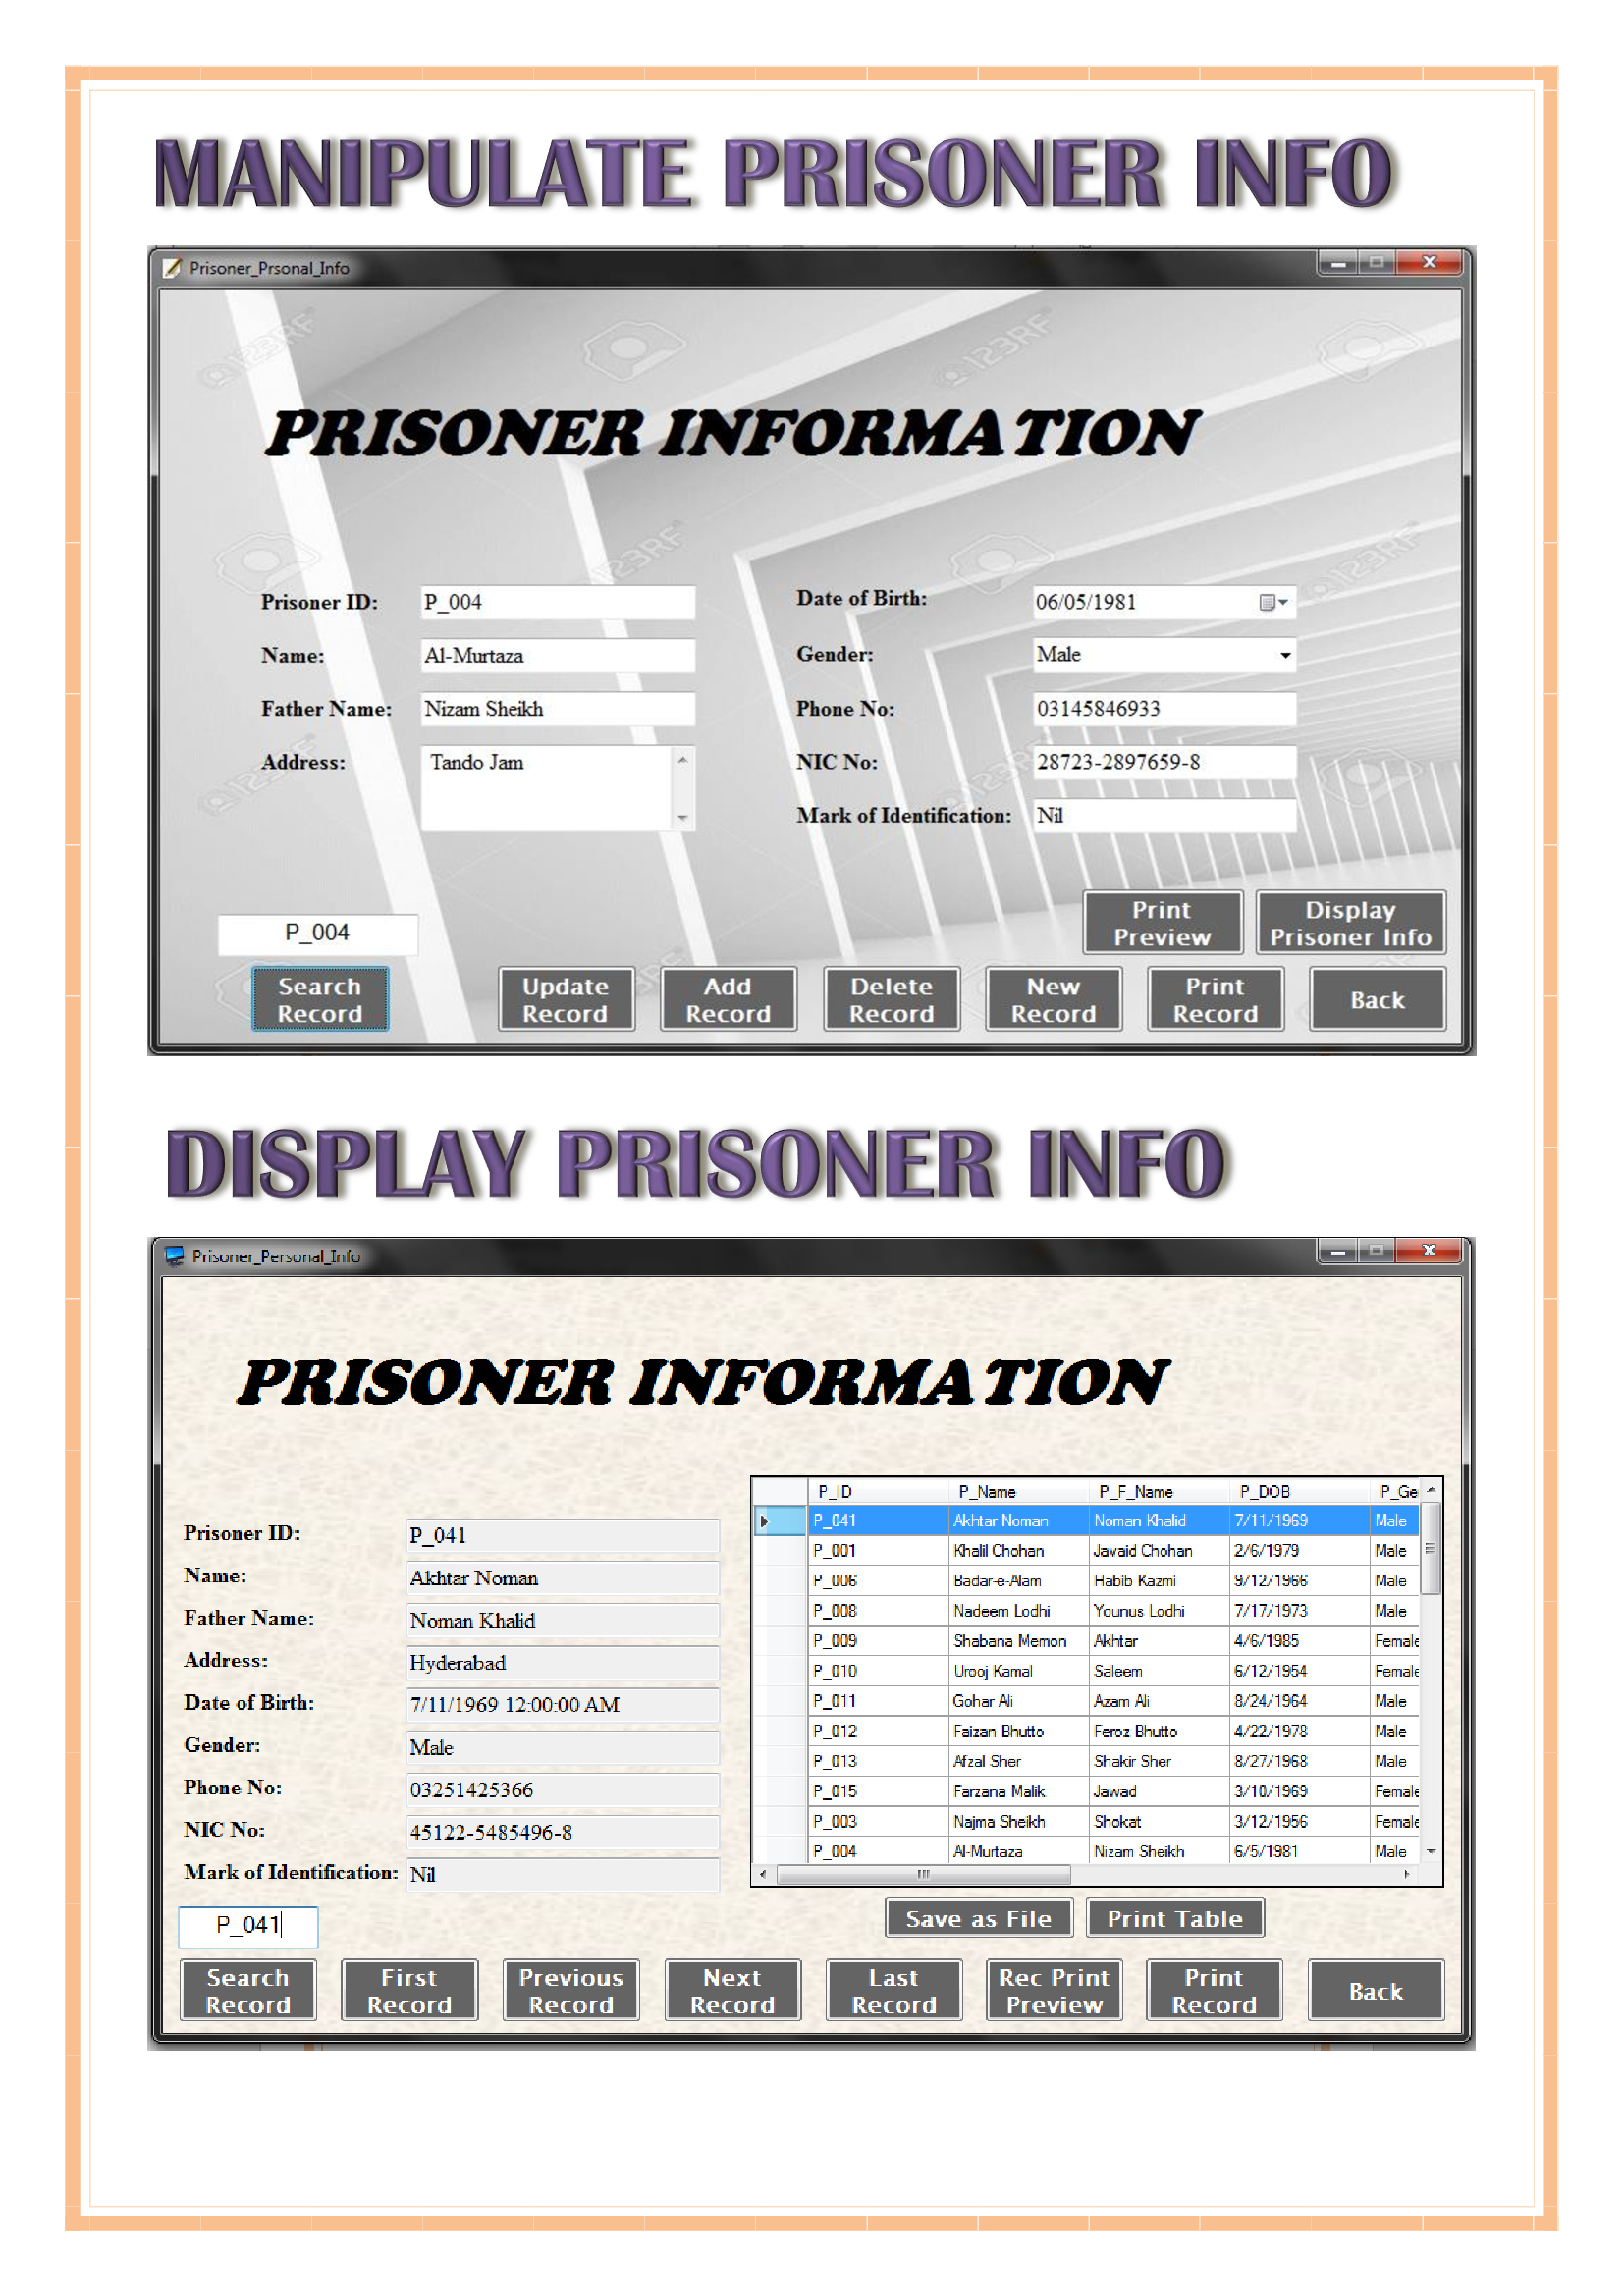 MANIPULATE PRISONER INFO
Prisoner_Prsonal_Info
PRISONER INFORMATION
Prisoner ID: P_004 Date of Birth: 06/05/1981
Name: Al-Murtaza Gender: Male
Father Name: Nizam Sheikh Phone No: 03145846933
Address: Tando Jam NIC No: 28723-2897659-8
Mark of Identification: Nil
Print Preview Display Prisoner Info
P_004
Search Record Update Record Add Record Delete Record New Record Print Record Back
123RF
DISPLAY PRISONER INFO
Prisoner_Personal_Info
PRISONER INFORMATION
Prisoner ID: P_041
Name: Akhtar Noman
Father Name: Noman Khalid
Address: Hyderabad
Date of Birth: 7/11/1969 12:00:00 AM
Gender: Male
Phone No: 03251425366
NIC No: 45122-5485496-8
Mark of Identification: Nil
P_ID P_Name P_F_Name P_DOB P_Ge
P_041 Akhtar Noman Noman Khalid 7/11/1969 Male
P_001 Khalil Chohan Javaid Chohan 2/6/1979 Male
P_006 Badar-e-Alam Habib Kazmi 9/12/1966 Male
P_008 Nadeem Lodhi Younus Lodhi 7/17/1973 Male
P_009 Shabana Memon Akhtar 4/6/1985 Female
P_010 Urooj Kamal Saleem 6/12/1954 Female
P_011 Gohar Ali Azam Ali 8/24/1964 Male
P_012 Faizan Bhutto Feroz Bhutto 4/22/1978 Male
P_013 Afzal Sher Shakir Sher 8/27/1968 Male
P_015 Farzana Malik Jawad 3/10/1969 Female
P_003 Najma Sheikh Shokat 3/12/1956 Female
P_004 Al-Murtaza Nizam Sheikh 6/5/1981 Male
P_041
Save as File Print Table
Search Record First Record Previous Record Next Record Last Record Rec Print Preview Print Record Back